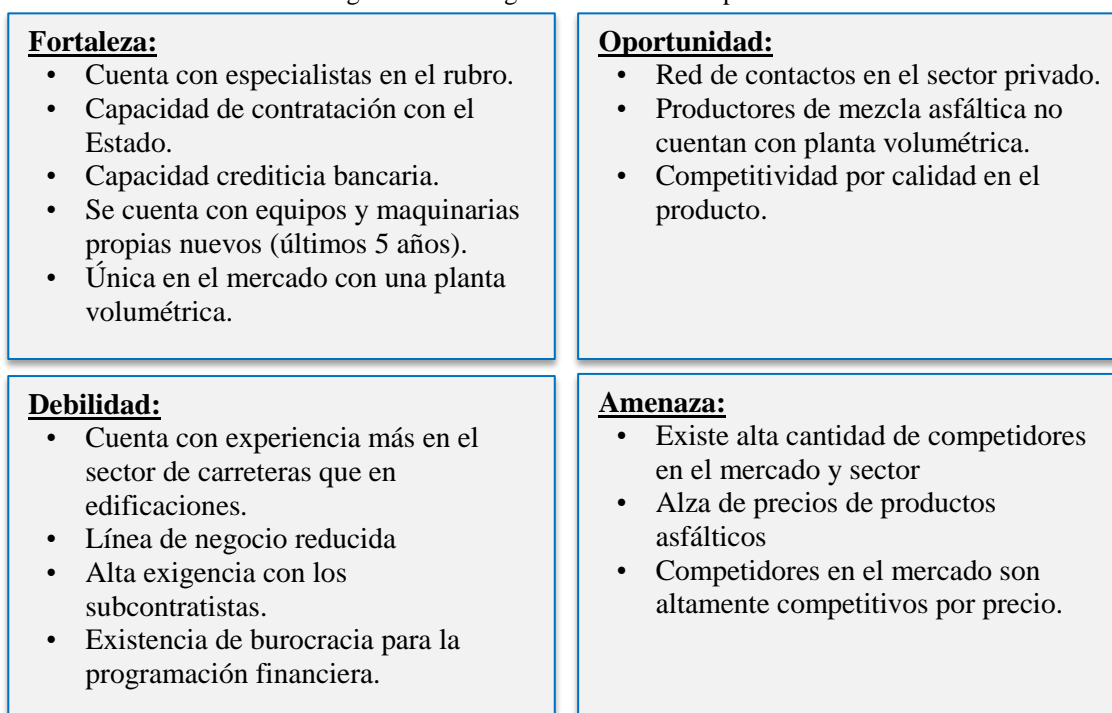 Fortaleza:
• Cuenta con especialistas en el rubro.
• Capacidad de contratación con el
Estado.
• Capacidad crediticia bancaria.
• Se cuenta con equipos y maquinarias
propias nuevos (últimos 5 años).
• Única en el mercado con una planta
volumétrica.
Oportunidad:
• Red de contactos en el sector privado.
• Productores de mezcla asfáltica no
cuentan con planta volumétrica.
• Competitividad por calidad en el
producto.
Debilidad:
• Cuenta con experiencia más en el
sector de carreteras que en
edificaciones.
• Línea de negocio reducida
• Alta exigencia con los
subcontratistas.
• Existencia de burocracia para la
programación financiera.
Amenaza:
• Existe alta cantidad de competidores
en el mercado y sector
• Alza de precios de productos
asfálticos
• Competidores en el mercado son
altamente competitivos por precio.